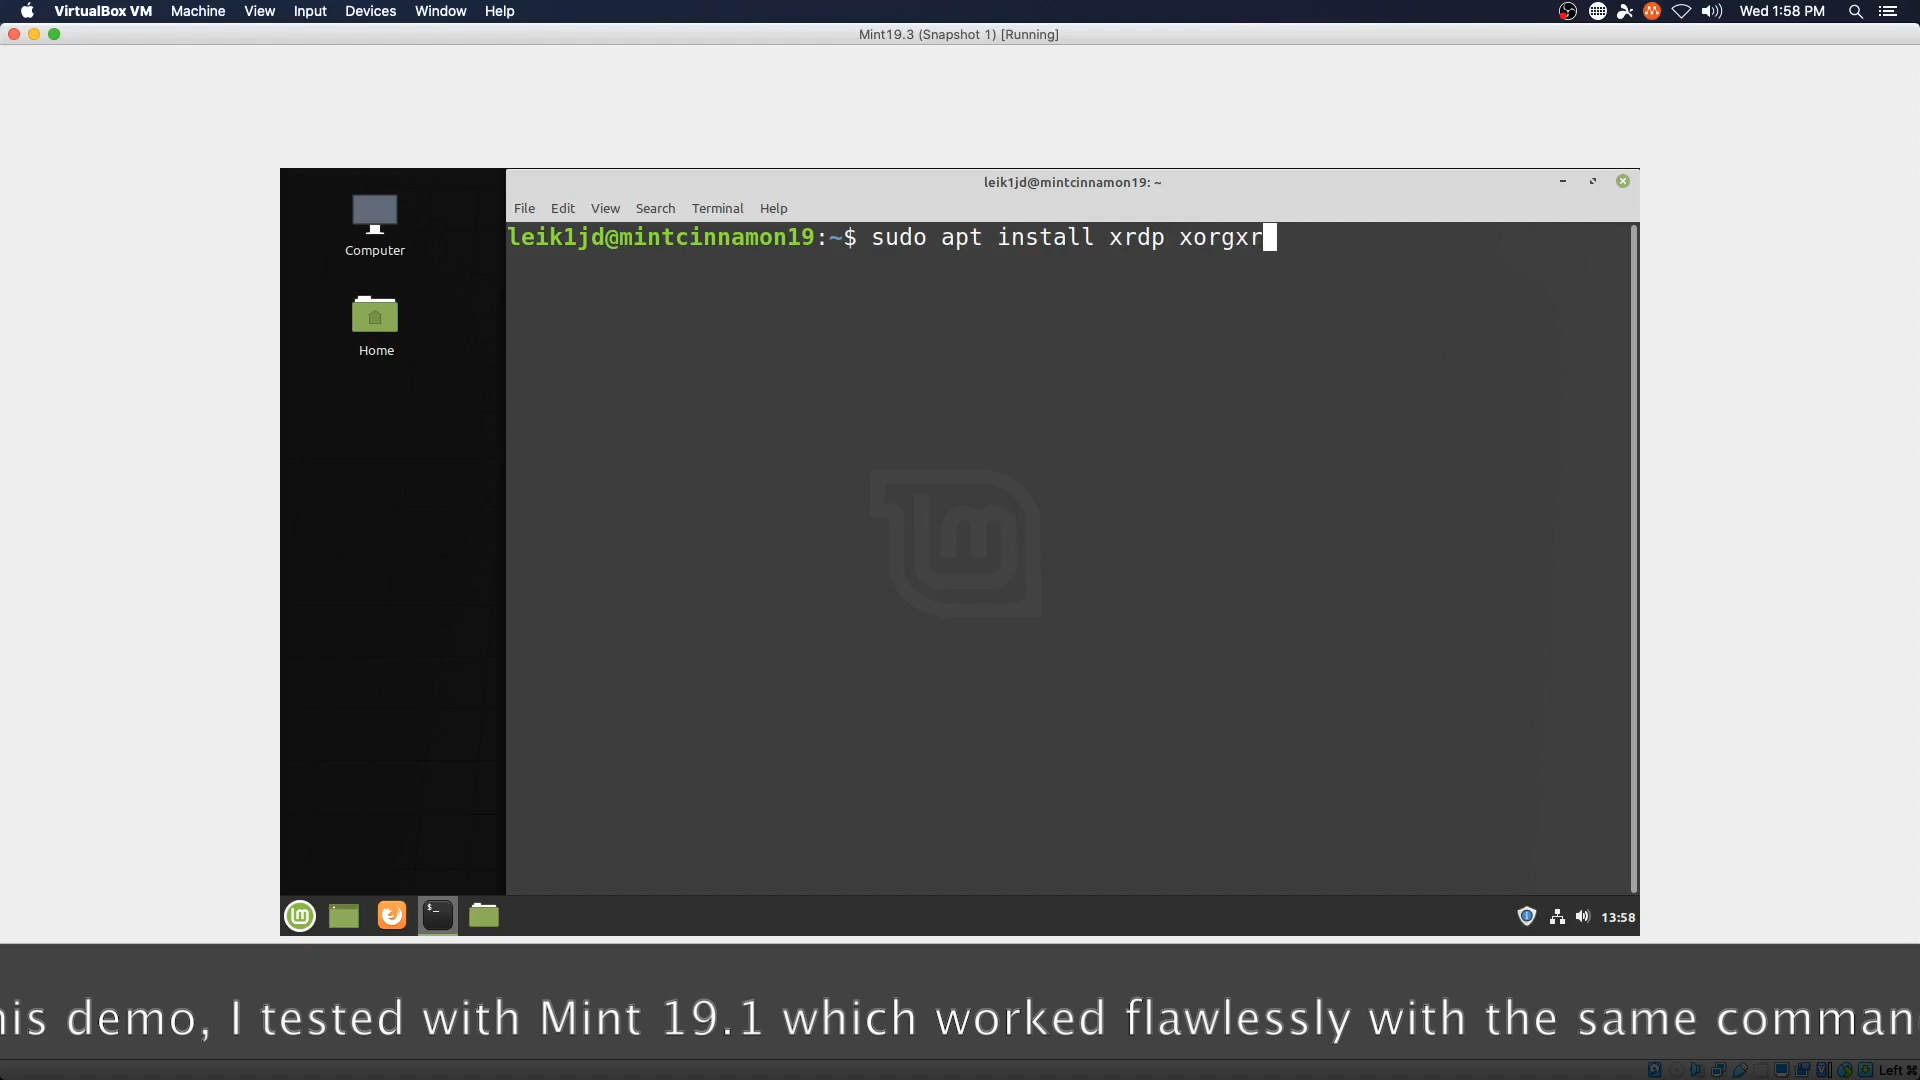 VirtualBox VM Machine View Input Devices Window Help Wed 1:58 PM
Mint19.3 (Snapshot 1) [Running]
leik1jd@mintcinnamon19: ~
File Edit View Search Terminal Help
leik1jd@mintcinnamon19:~$ sudo apt install xrdp xorgxr
Computer
Home
13:58
his demo, I tested with Mint 19.1 which worked flawlessly with the same comman
Left ⌘